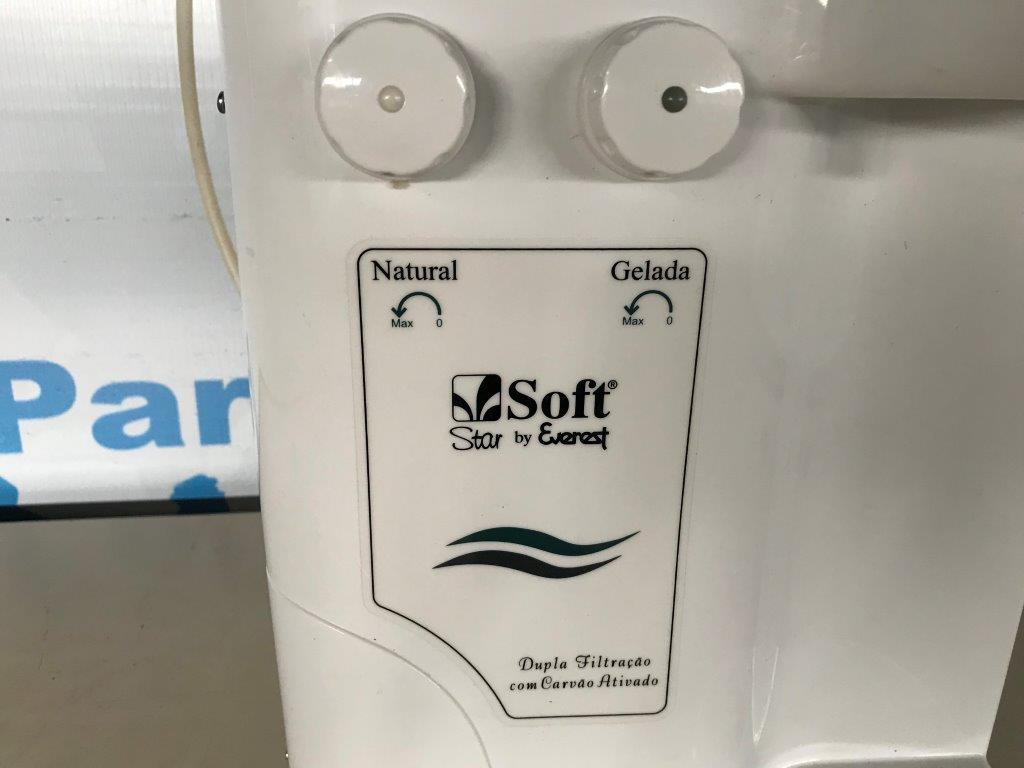 Natural Gelada
Max 0 Max 0
Soft®
Star by Everest
Par
Dupla Filtração
com Carvão Ativado